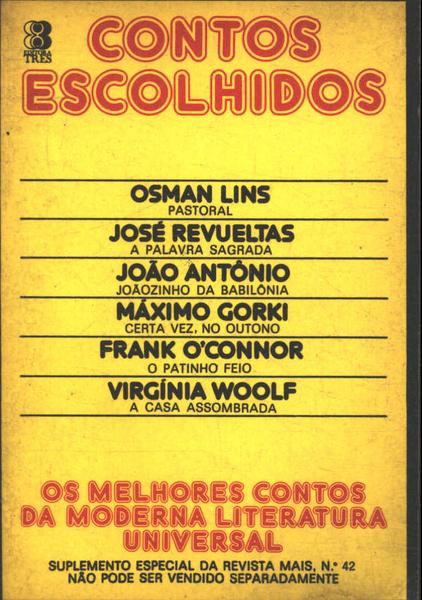 EDITORA
TRÊS
CONTOS
ESCOLHIDOS
OSMAN LINS
PASTORAL
JOSÉ REVUELTAS
A PALAVRA SAGRADA
JOÃO ANTÔNIO
JOÃOZINHO DA BABILÔNIA
MÁXIMO GORKI
CERTA VEZ, NO OUTONO
FRANK O'CONNOR
O PATINHO FEIO
VIRGÍNIA WOOLF
A CASA ASSOMBRADA
OS MELHORES CONTOS
DA MODERNA LITERATURA
UNIVERSAL
SUPLEMENTO ESPECIAL DA REVISTA MAIS, N.º 42
NÃO PODE SER VENDIDO SEPARADAMENTE